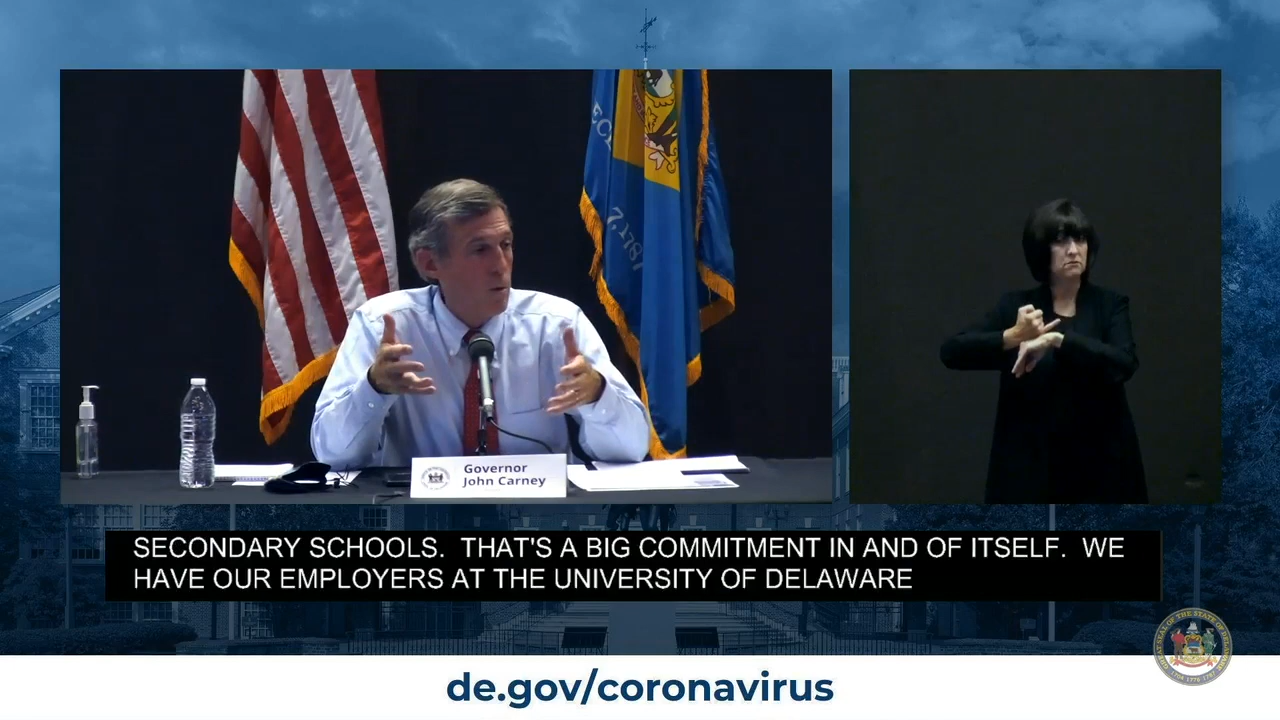 Governor
John Carney
SECONDARY SCHOOLS.  THAT'S A BIG COMMITMENT IN AND OF ITSELF.  WE
HAVE OUR EMPLOYERS AT THE UNIVERSITY OF DELAWARE
de.gov/coronavirus